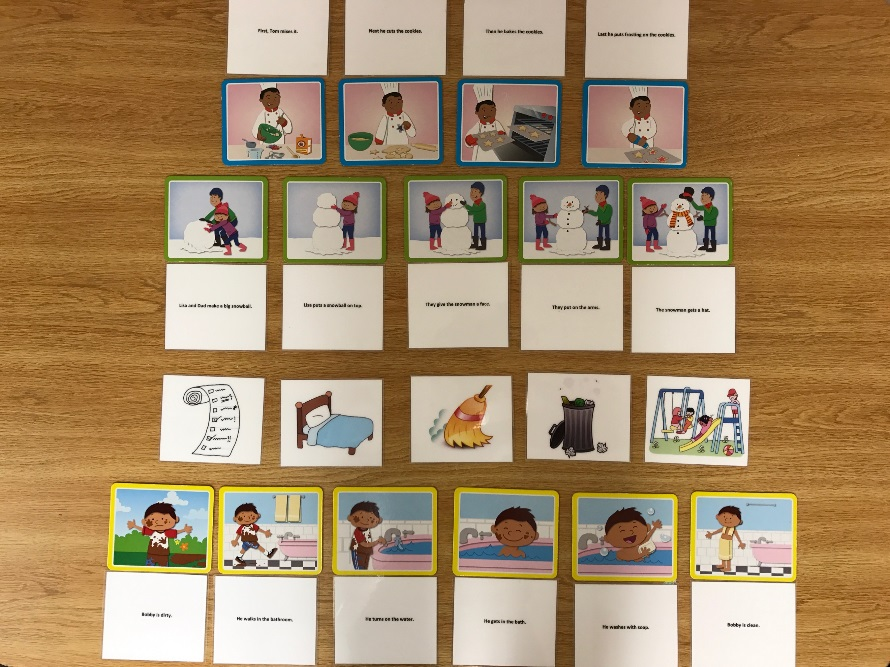 First, Tom mixes it.
Next he cuts the cookies.
Then he bakes the cookies.
Last he puts frosting on the cookies.
Lisa and Dad make a big snowball.
Lisa puts a snowball on top.
They give the snowman a face.
They put on the arms.
The snowman gets a hat.
Bobby is dirty.
He walks in the bathroom.
He turns on the water.
He gets in the bath.
He washes with soap.
Bobby is clean.